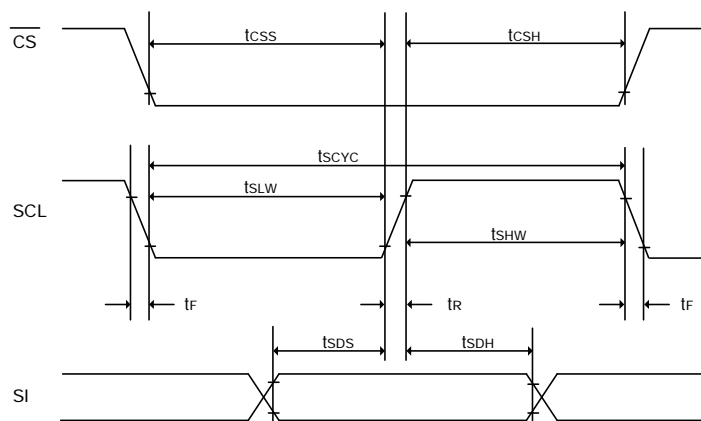 CS tCSS tCSH
tSCYC
SCL tSLW
tSHW
tF tR tF
tSDS tSDH
SI